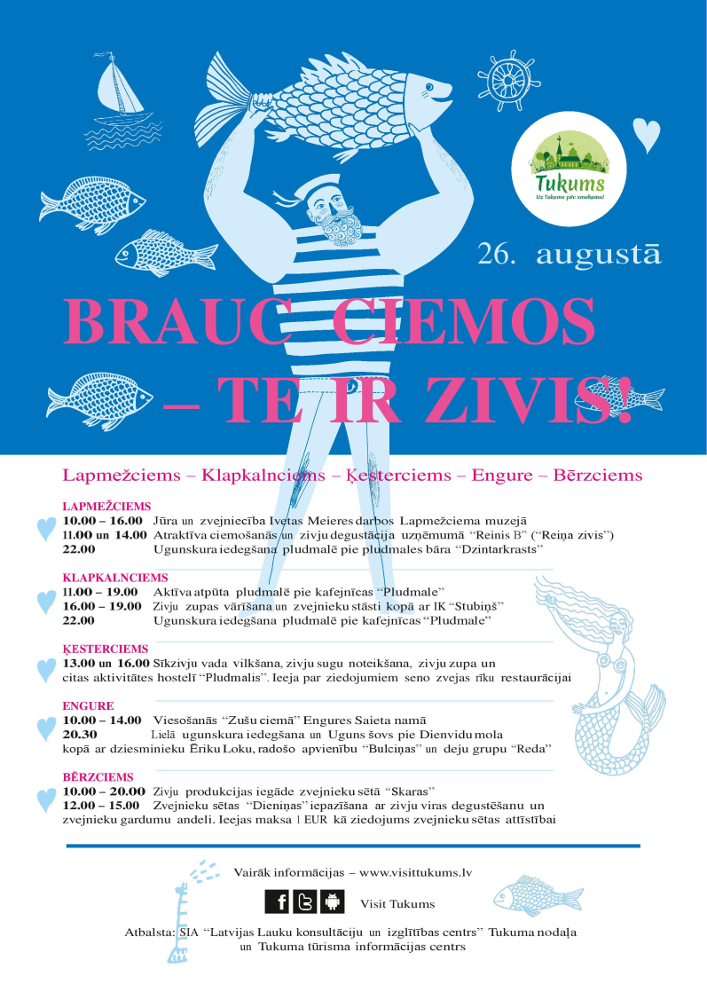 Tukums
Uz Tukuma pēc smakuma!
26. augustā
BRAUC CIEMOS
– TE IR ZIVIS!
Lapmežciems – Klapkalnciems – Ķesterciems – Engure – Bērzciems
LAPMEŽCIEMS
10.00 – 16.00 Jūra un zvejniecība Ivetas Meieres darbos Lapmežciema muzejā
11.00 un 14.00 Atraktīva ciemošanās un zivju degustācija uzņēmumā “Reinis B” (“Reiņa zivis”)
22.00 Ugunskura iedegšana pludmalē pie pludmales bāra “Dzintarkrasts”
KLAPKALNCIEMS
11.00 – 19.00 Aktīva atpūta pludmalē pie kafejnīcas “Pludmale”
16.00 – 19.00 Zivju zupas vārīšana un zvejnieku stāsti kopā ar IK “Stubiņš”
22.00 Ugunskura iedegšana pludmalē pie kafejnīcas “Pludmale”
ĶESTERCIEMS
13.00 un 16.00 Sīkzivju vada vilkšana, zivju sugu noteikšana, zivju zupa un
citas aktivitātes hostelī “Pludmalis”. Ieeja par ziedojumiem seno zvejas rīku restaurācijai
ENGURE
10.00 – 14.00 Viesošanās “Zušu ciemā” Engures Saieta namā
20.30 Lielā ugunskura iedegšana un Uguns šovs pie Dienvidu mola
kopā ar dziesminieku Ēriku Loku, radošo apvienību “Bulciņas” un deju grupu “Reda”
BĒRZCIEMS
10.00 – 20.00 Zivju produkcijas iegāde zvejnieku sētā “Skaras”
12.00 – 15.00 Zvejnieku sētas “Dieniņas” iepazīšana ar zivju viras degustēšanu un
zvejnieku gardumu andeli. Ieejas maksa 1 EUR kā ziedojums zvejnieku sētas attīstībai
Vairāk informācijas – www.visittukums.lv
Visit Tukums
Atbalsta: SIA “Latvijas Lauku konsultāciju un izglītības centrs” Tukuma nodaļa
un Tukuma tūrisma informācijas centrs